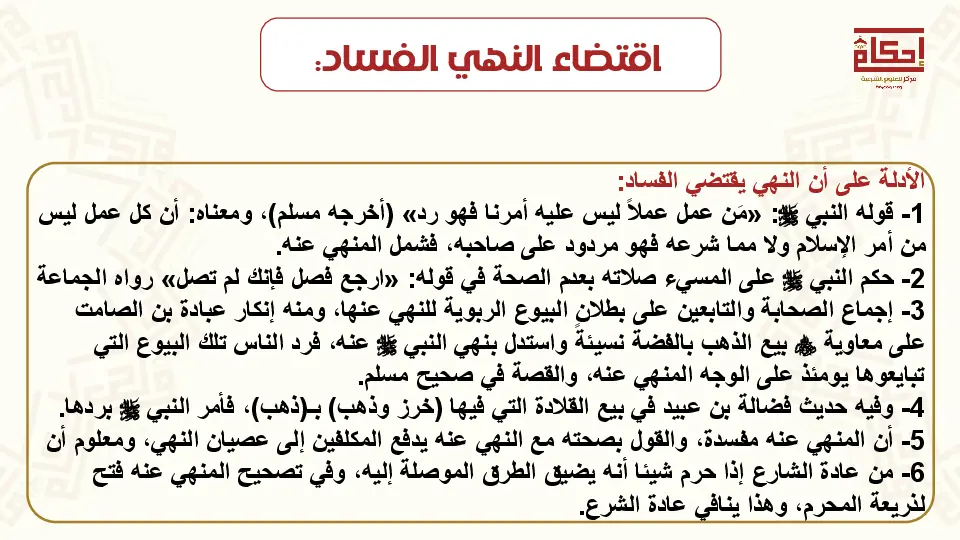 اقتضاء النهي الفساد:
إحكام
مركز للعلوم الشرعية
الأدلة على أن النهي يقتضي الفساد:
1- قوله النبي ﷺ: «مَن عمل عملاً ليس عليه أمرنا فهو رد» (أخرجه مسلم)، ومعناه: أن كل عمل ليس
من أمر الإسلام ولا مما شرعه فهو مردود على صاحبه، فشمل المنهي عنه.
2- حكم النبي ﷺ على المسيء صلاته بعدم الصحة في قوله: «ارجع فصل فإنك لم تصل» رواه الجماعة
3- إجماع الصحابة والتابعين على بطلان البيوع الربوية للنهي عنها، ومنه إنكار عبادة بن الصامت
على معاوية بيع الذهب بالفضة نسيئةً واستدل بنهي النبي ﷺ عنه، فرد الناس تلك البيوع التي
تبايعوها يومئذ على الوجه المنهي عنه، والقصة في صحيح مسلم.
4- وفيه حديث فضالة بن عبيد في بيع القلادة التي فيها (خرز وذهب) بـ(ذهب)، فأمر النبي ﷺ بردها.
5- أن المنهي عنه مفسدة، والقول بصحته مع النهي عنه يدفع المكلفين إلى عصيان النهي، ومعلوم أن
6- من عادة الشارع إذا حرم شيئا أنه يضيق الطرق الموصلة إليه، وفي تصحيح المنهي عنه فتح
لذريعة المحرم، وهذا ينافي عادة الشرع.